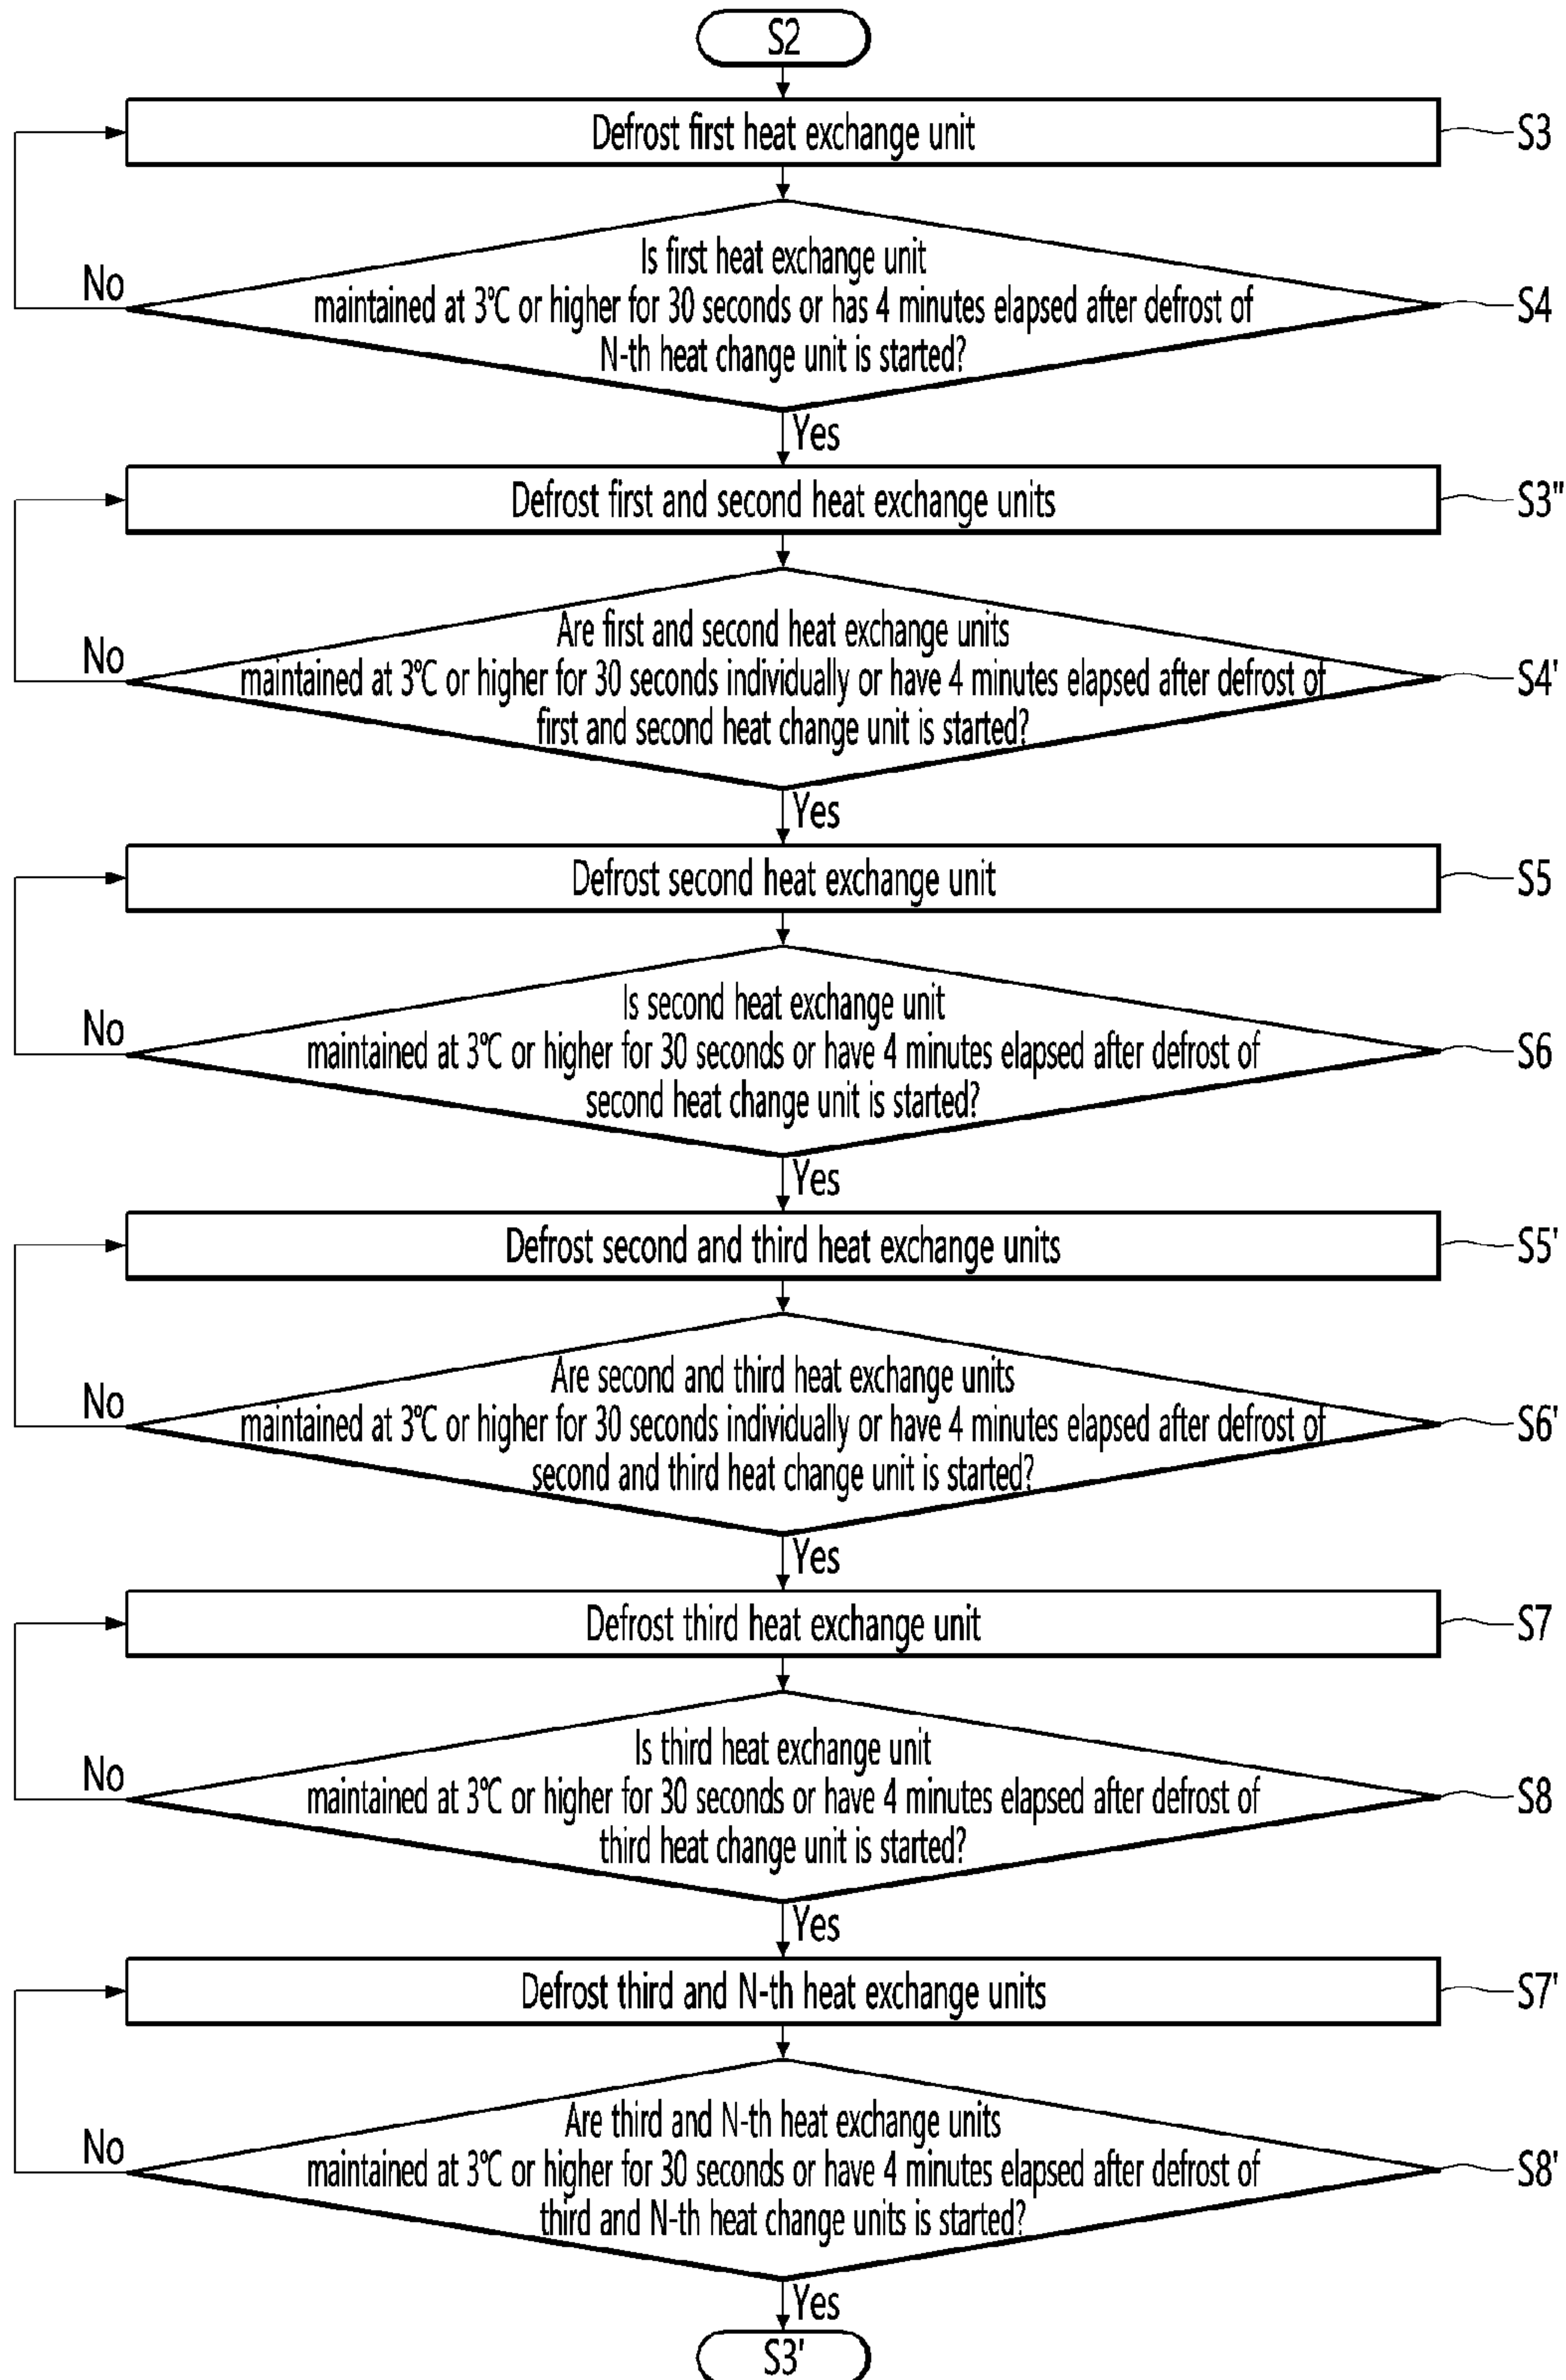 S2
Defrost first heat exchange unit
S3
Is first heat exchange unit
maintained at 3℃ or higher for 30 seconds or has 4 minutes elapsed after defrost of
N-th heat change unit is started?
No
S4
Yes
Defrost first and second heat exchange units
S3"
Are first and second heat exchange units
maintained at 3℃ or higher for 30 seconds individually or have 4 minutes elapsed after defrost of
first and second heat change unit is started?
No
S4'
Yes
Defrost second heat exchange unit
S5
Is second heat exchange unit
maintained at 3℃ or higher for 30 seconds or have 4 minutes elapsed after defrost of
second heat change unit is started?
No
S6
Yes
Defrost second and third heat exchange units
S5'
Are second and third heat exchange units
maintained at 3℃ or higher for 30 seconds individually or have 4 minutes elapsed after defrost of
second and third heat change unit is started?
No
S6'
Yes
Defrost third heat exchange unit
S7
Is third heat exchange unit
maintained at 3℃ or higher for 30 seconds or have 4 minutes elapsed after defrost of
third heat change unit is started?
No
S8
Yes
Defrost third and N-th heat exchange units
S7'
Are third and N-th heat exchange units
maintained at 3℃ or higher for 30 seconds or have 4 minutes elapsed after defrost of
third and N-th heat change units is started?
No
S8'
Yes
S3'